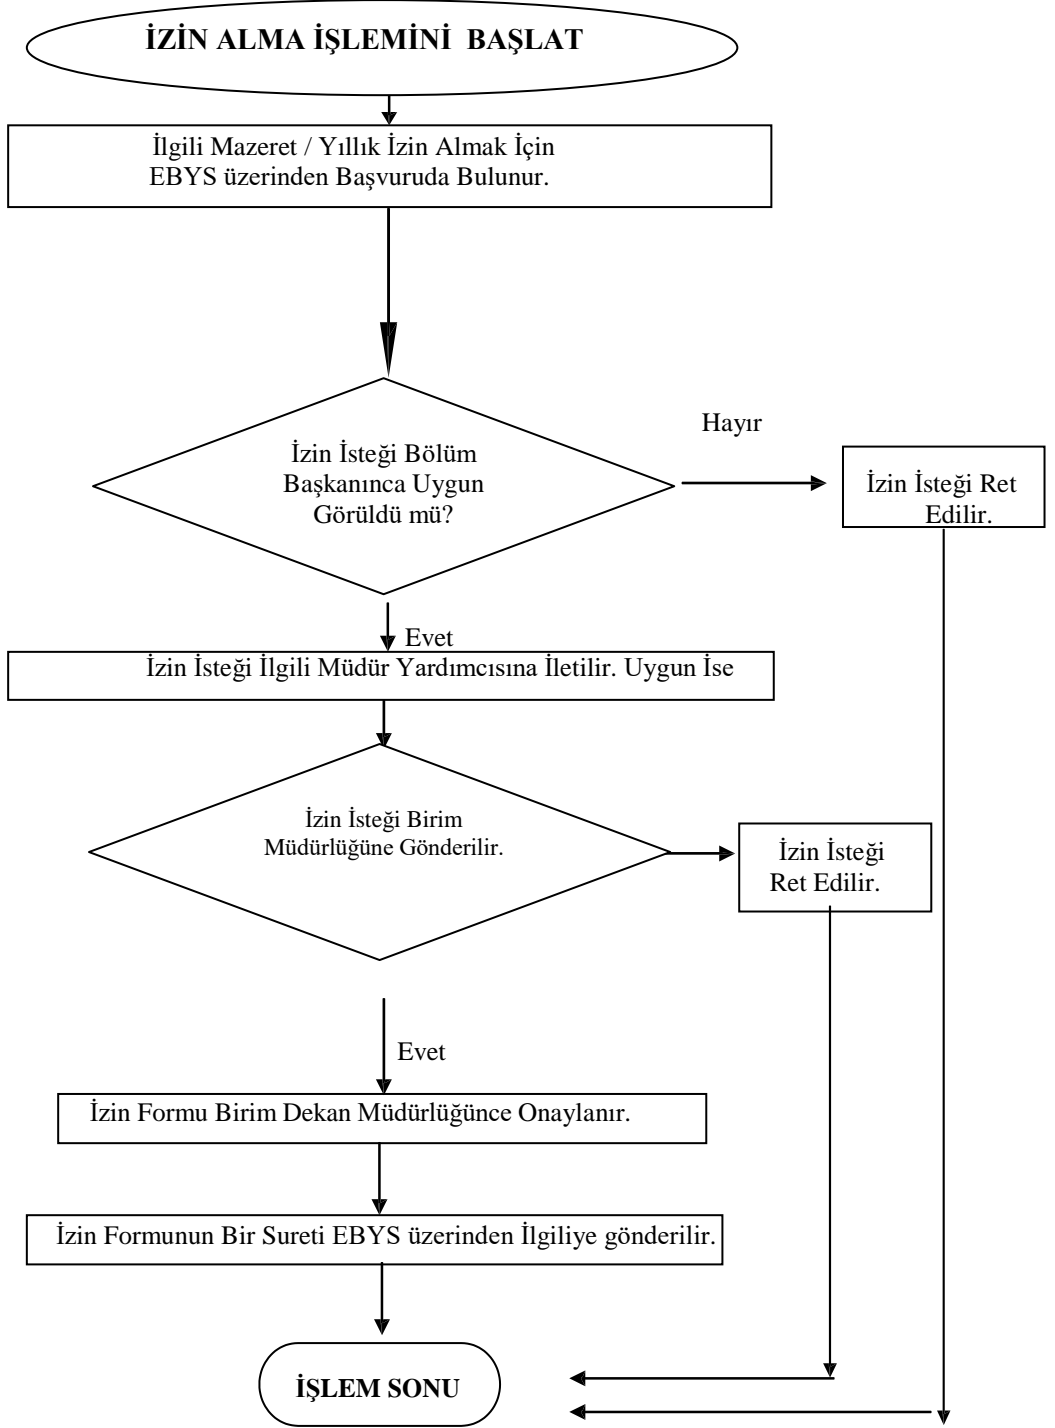 İZİN ALMA İŞLEMİNİ BAŞLAT
İlgili Mazeret / Yıllık İzin Almak İçin
EBYS üzerinden Başvuruda Bulunur.
Hayır
İzin İsteği Bölüm
Başkanınca Uygun
Görüldü mü?
İzin İsteği Ret
Edilir.
Evet
İzin İsteği İlgili Müdür Yardımcısına İletilir. Uygun İse
İzin İsteği Birim
Müdürlüğüne Gönderilir.
İzin İsteği
Ret Edilir.
Evet
İzin Formu Birim Dekan Müdürlüğünce Onaylanır.
İzin Formunun Bir Sureti EBYS üzerinden İlgiliye gönderilir.
İŞLEM SONU